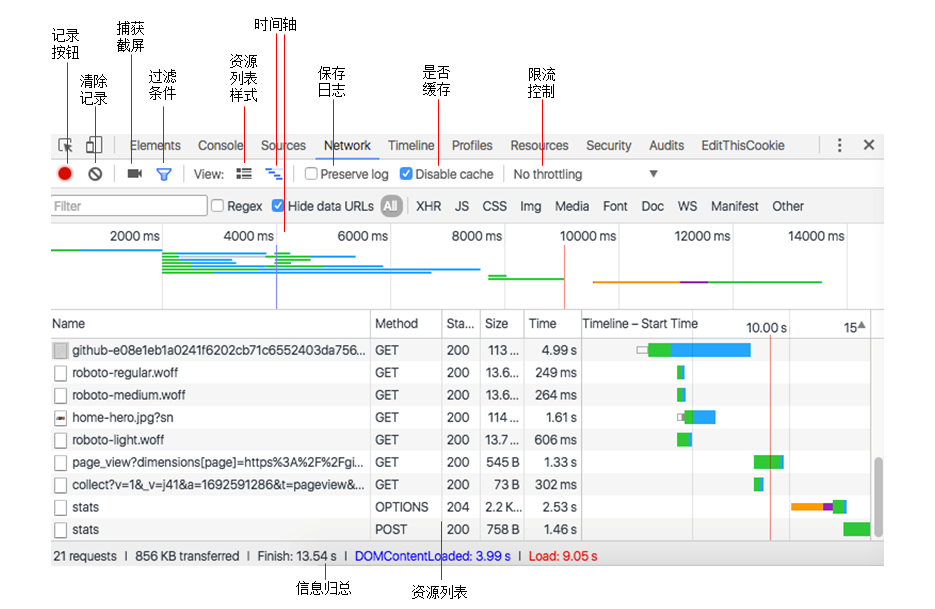 记录
按钮
捕获
截屏
清除
记录
过滤
条件
资源
列表
样式
时间轴
保存
日志
是否
缓存
限流
控制
Elements Console Sources Network Timeline Profiles Resources Security Audits EditThisCookie
View: Preserve log Disable cache No throttling
Filter Regex Hide data URLs All XHR JS CSS Img Media Font Doc WS Manifest Other
2000 ms 4000 ms 6000 ms 8000 ms 10000 ms 12000 ms 14000 ms
Name Method Sta... Size Time Timeline – Start Time 10.00 s 15
github-e08e1eb1a0241f6202cb71c6552403da756... GET 200 113 ... 4.99 s
roboto-regular.woff GET 200 13.6... 249 ms
roboto-medium.woff GET 200 13.6... 264 ms
home-hero.jpg?sn GET 200 114 ... 1.61 s
roboto-light.woff GET 200 13.7 ... 606 ms
page_view?dimensions[page]=https%3A%2F%2Fgi... GET 200 545 B 1.33 s
collect?v=1&_v=j41&a=1692591286&t=pageview&... GET 200 73 B 302 ms
stats OPTIONS 204 2.2 K... 2.53 s
stats POST 200 758 B 1.46 s
21 requests | 856 KB transferred | Finish: 13.54 s | DOMContentLoaded: 3.99 s | Load: 9.05 s
信息归总
资源列表